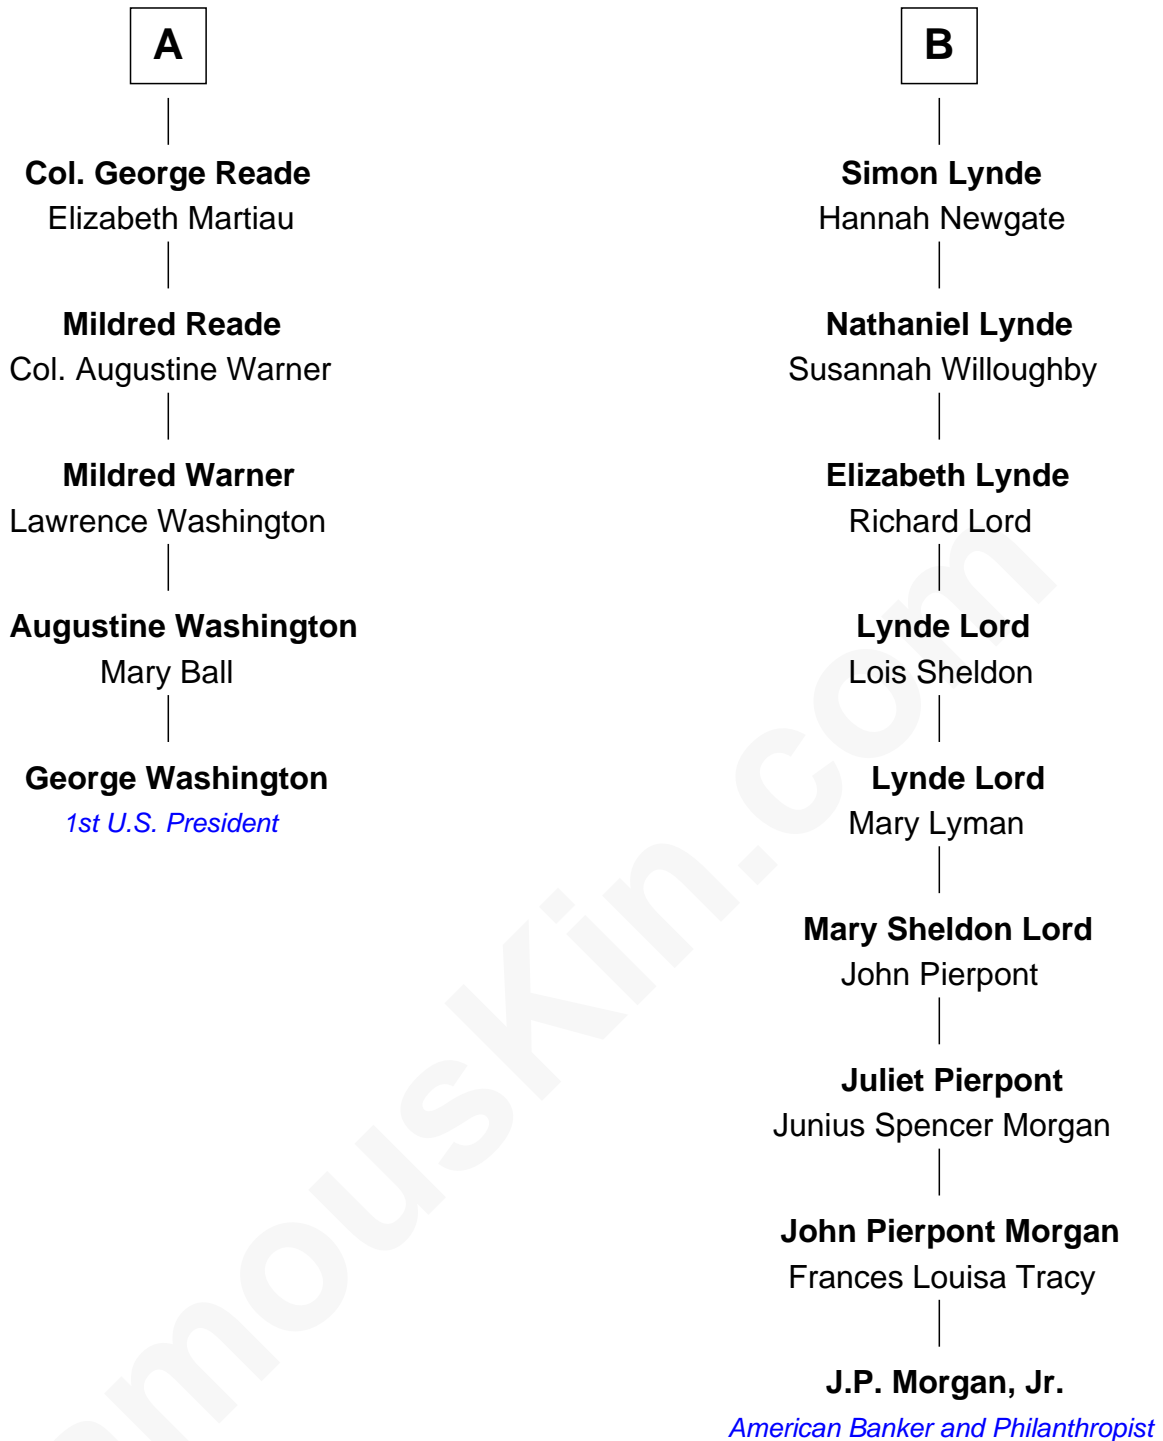 A
Col. George Reade
Elizabeth Martiau
Mildred Reade
Col. Augustine Warner
Mildred Warner
Lawrence Washington
Augustine Washington
Mary Ball
George Washington
1st U.S. President
B
Simon Lynde
Hannah Newgate
Nathaniel Lynde
Susannah Willoughby
Elizabeth Lynde
Richard Lord
Lynde Lord
Lois Sheldon
Lynde Lord
Mary Lyman
Mary Sheldon Lord
John Pierpont
Juliet Pierpont
Junius Spencer Morgan
John Pierpont Morgan
Frances Louisa Tracy
J.P. Morgan, Jr.
American Banker and Philanthropist
amouskin.com